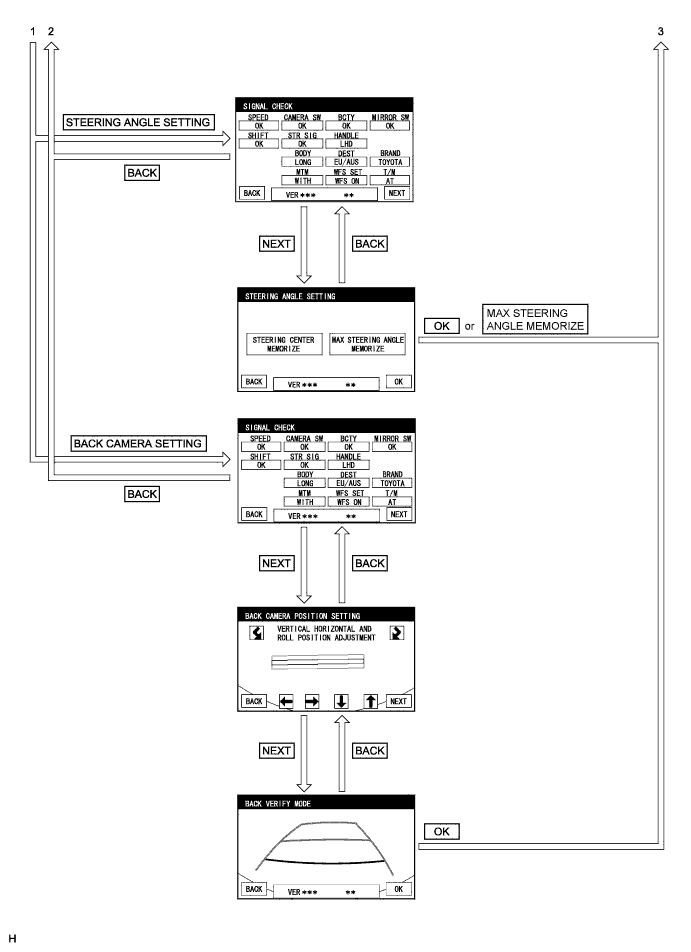 1 2 3
SIGNAL CHECK
SPEED CAMERA SW BCTY MIRROR SW
OK OK OK OK
SHIFT STR SIG HANDLE
OK OK LHD
BODY DEST BRAND
LONG EU/AUS TOYOTA
MTM WFS SET T/M
WITH WFS ON AT
BACK VER*** ** NEXT
STEERING ANGLE SETTING
BACK
NEXT BACK
STEERING ANGLE SETTING
STEERING CENTER MAX STEERING ANGLE
MEMORIZE MEMORIZE
BACK VER*** ** OK
OK or MAX STEERING
ANGLE MEMORIZE
SIGNAL CHECK
SPEED CAMERA SW BCTY MIRROR SW
OK OK OK OK
SHIFT STR SIG HANDLE
OK OK LHD
BODY DEST BRAND
LONG EU/AUS TOYOTA
MTM WFS SET T/M
WITH WFS ON AT
BACK VER*** ** NEXT
BACK CAMERA SETTING
BACK
NEXT BACK
BACK CAMERA POSITION SETTING
VERTICAL HORIZONTAL AND
ROLL POSITION ADJUSTMENT
BACK NEXT
NEXT BACK
BACK VERIFY MODE
BACK VER*** ** OK
OK
H